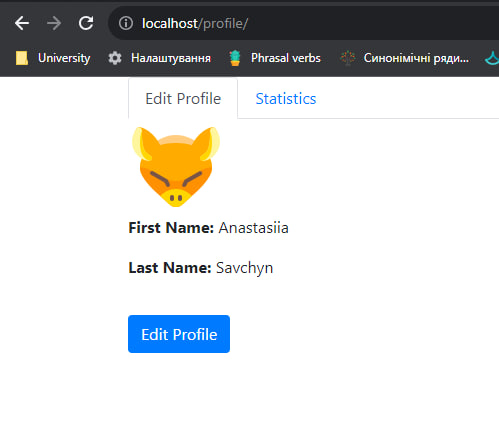 localhost/profile/
University Налаштування Phrasal verbs Синонімічні ряди...
Edit Profile Statistics
First Name: Anastasiia
Last Name: Savchyn
Edit Profile